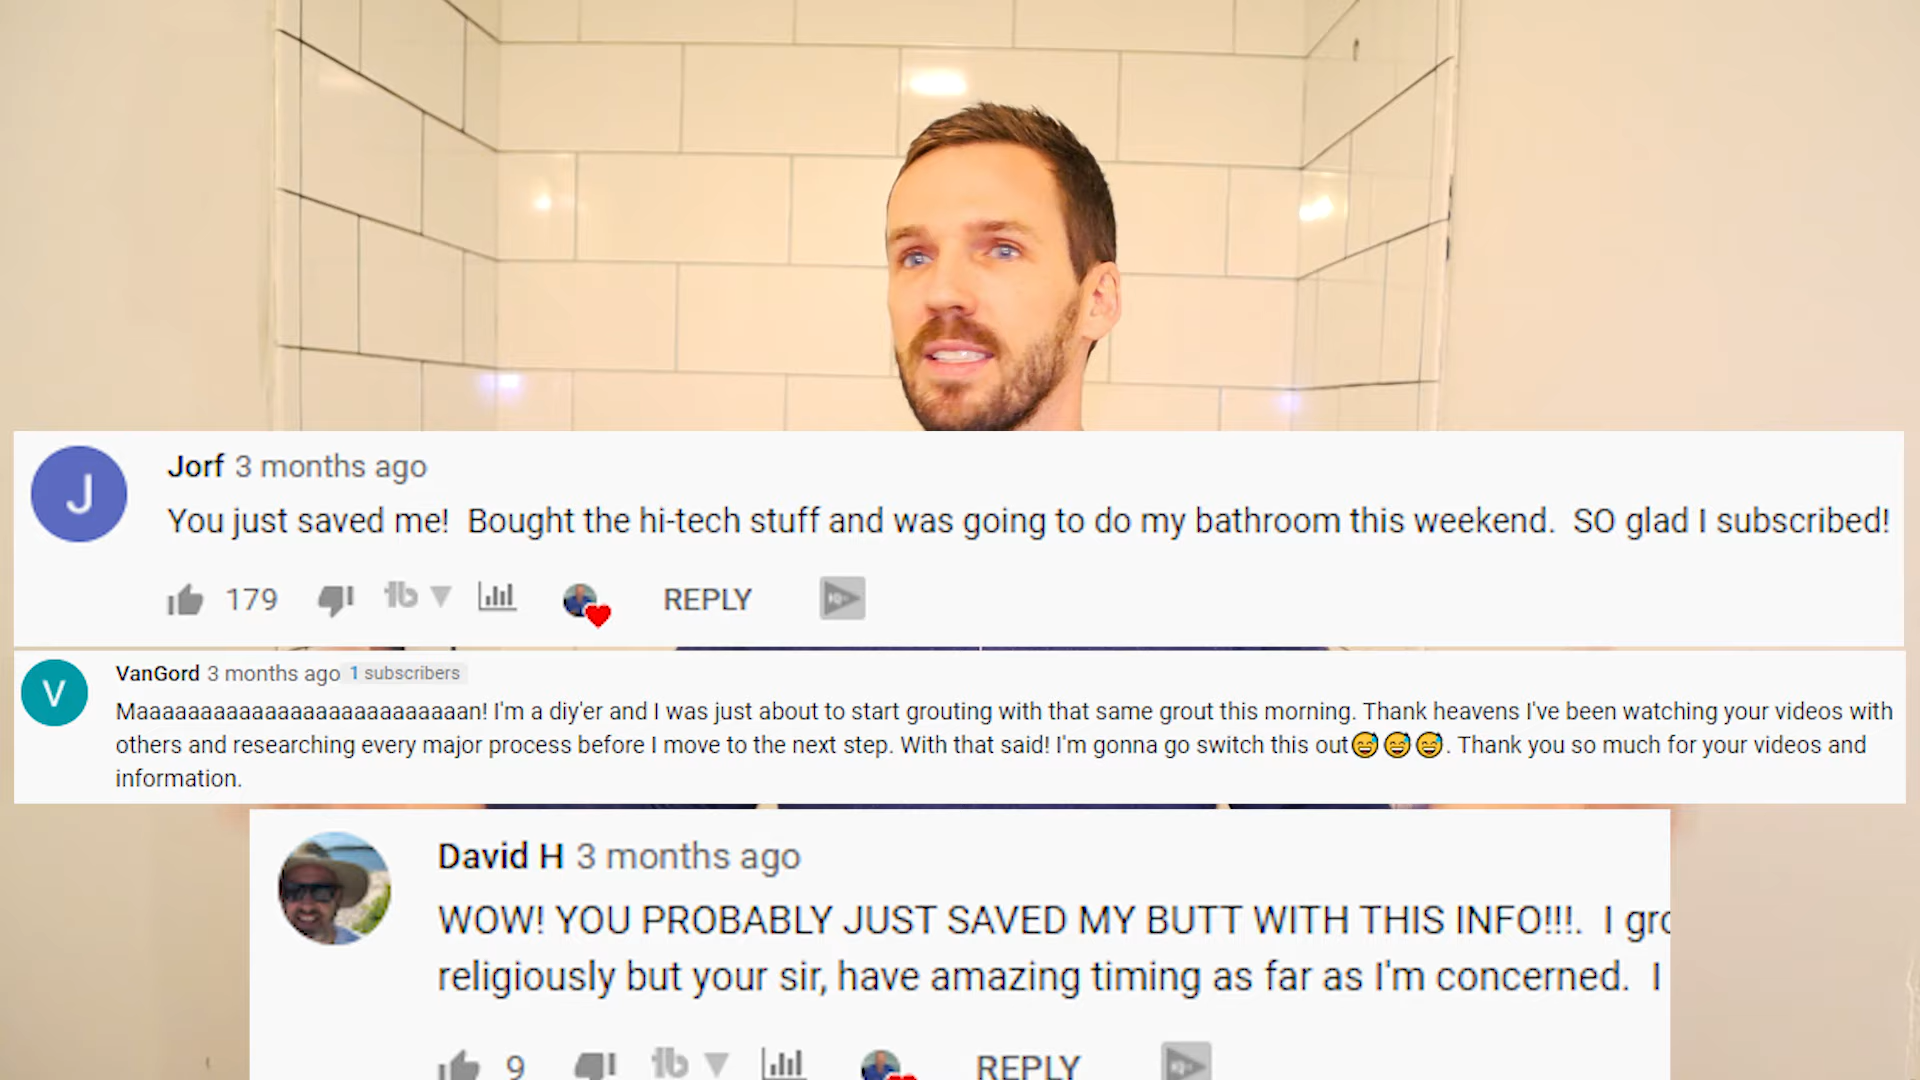 J
Jorf 3 months ago
You just saved me! Bought the hi-tech stuff and was going to do my bathroom this weekend. SO glad I subscribed!
179
REPLY
V
VanGord 3 months ago 1 subscribers
Maaaaaaaaaaaaaaaaaaaaaaaaaan! I'm a diy'er and I was just about to start grouting with that same grout this morning. Thank heavens I've been watching your videos with
others and researching every major process before I move to the next step. With that said! I'm gonna go switch this out😅😅😅. Thank you so much for your videos and
information.
David H 3 months ago
WOW! YOU PROBABLY JUST SAVED MY BUTT WITH THIS INFO!!!. I gro
religiously but your sir, have amazing timing as far as I'm concerned. I
9
REPLY